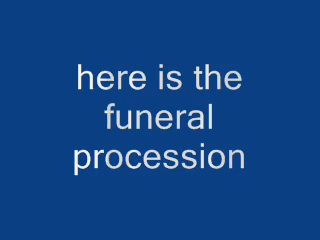 here is the
funeral
procession